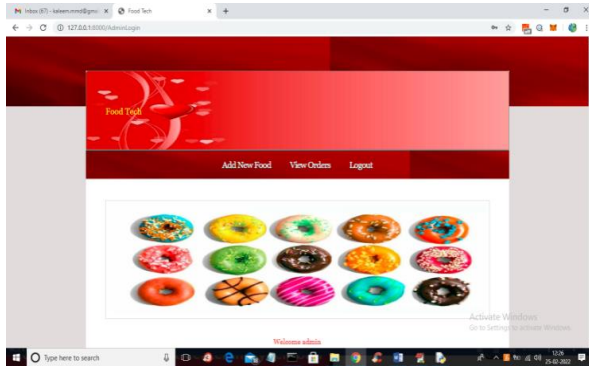 Inbox (87) - kaleem.mmd@gmai
Food Tech
127.0.0.1:8000/AdminLogin
Food Tech
Add New Food View Orders Logout
Welcome admin
Activate Windows
Go to Settings to activate Windows.
Type here to search
12:26
25-02-2022